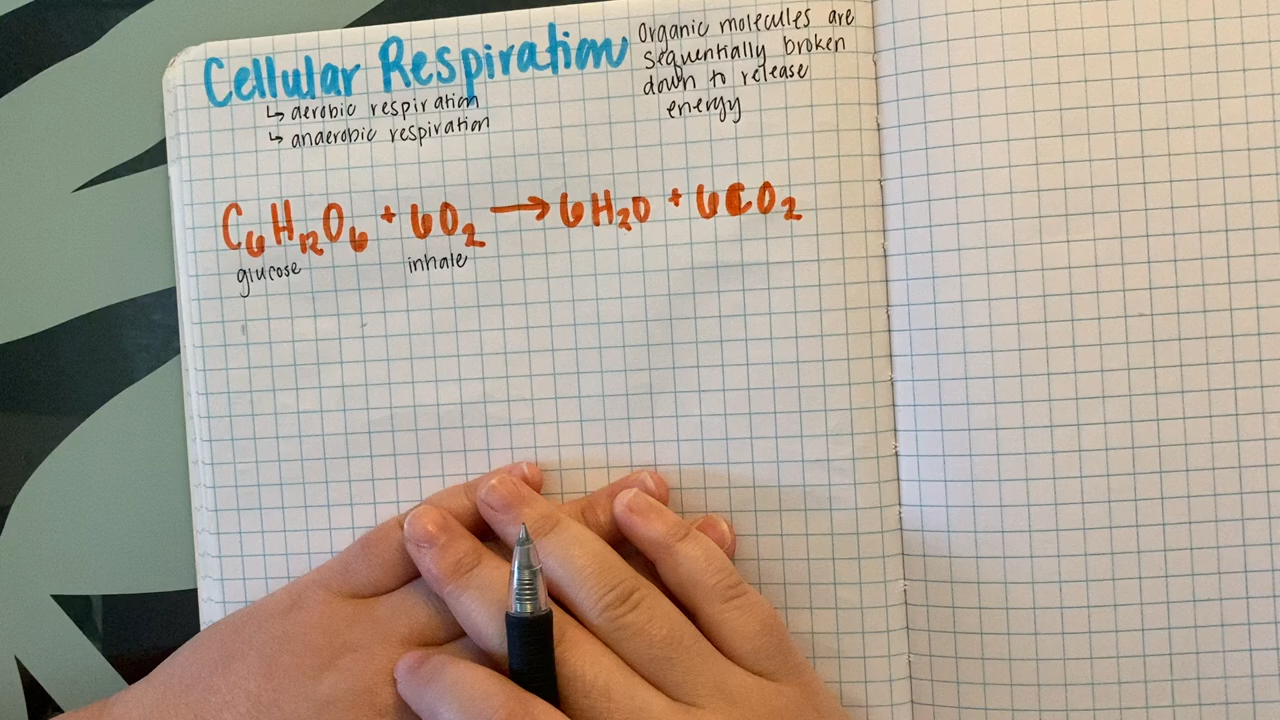 Cellular Respiration
↳ aerobic respiration
↳ anaerobic respiration
Organic molecules are
sequentially broken
down to release
energy
C₆H₁₂O₆ + 6O₂ → 6H₂O + 6CO₂
glucose
inhale